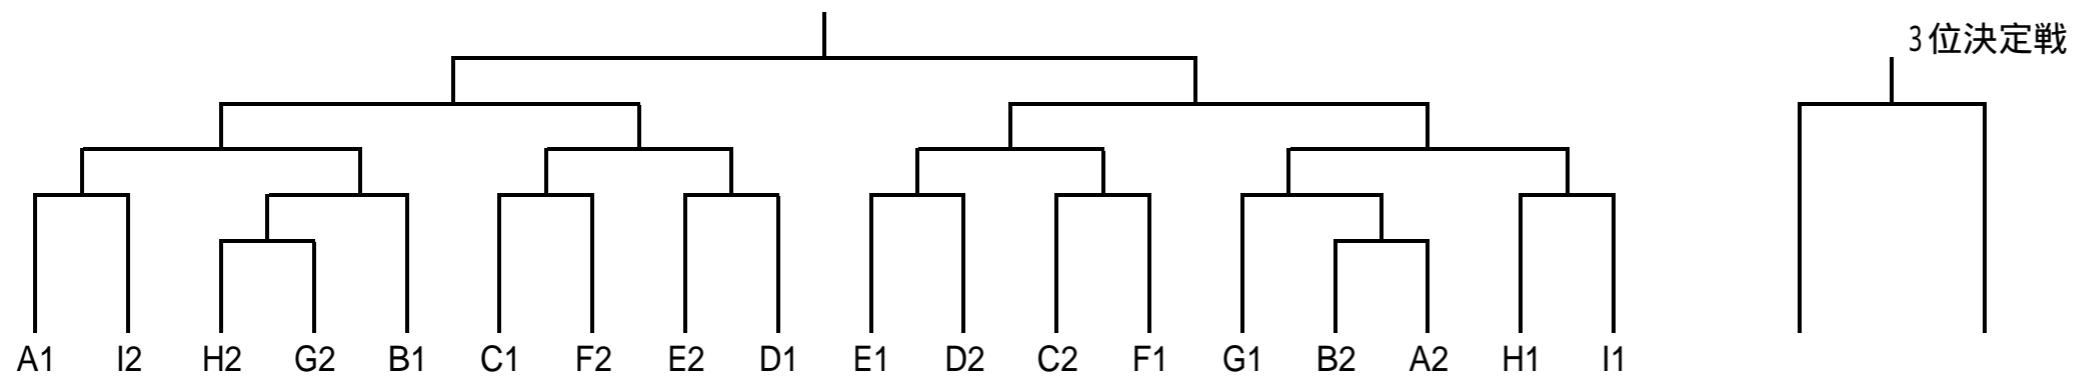 3位決定戦
A1 I2 H2 G2 B1 C1 F2 E2 D1 E1 D2 C2 F1 G1 B2 A2 H1 I1